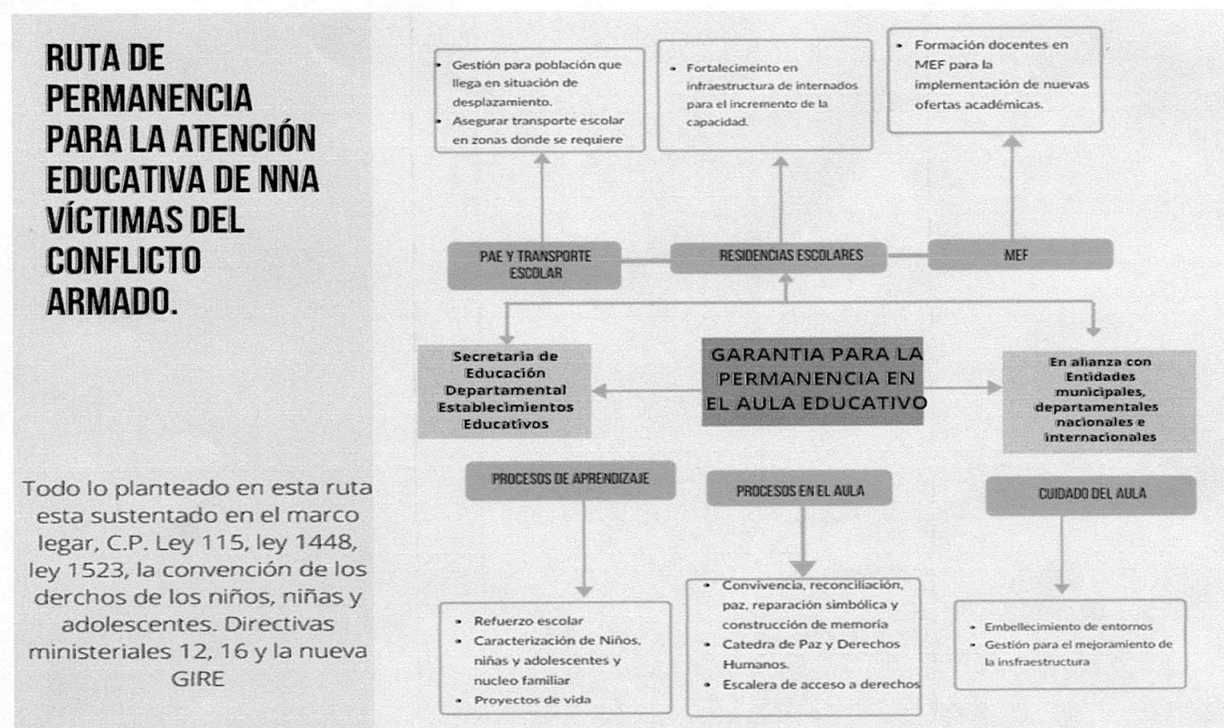 RUTA DE
PERMANENCIA
PARA LA ATENCIÓN
EDUCATIVA DE NNA
VÍCTIMAS DEL
CONFLICTO
ARMADO.
Todo lo planteado en esta ruta
esta sustentado en el marco
legar, C.P. Ley 115, ley 1448,
ley 1523, la convención de los
derchos de los niños, niñas y
adolescentes. Directivas
ministeriales 12, 16 y la nueva
GIRE
• Gestión para población que
llega en situación de
desplazamiento.
• Asegurar transporte escolar
en zonas donde se requiere
• Fortalecimeinto en
infraestructura de internados
para el incremento de la
capacidad.
• Formación docentes en
MEF para la
implementación de nuevas
ofertas académicas.
PAE Y TRANSPORTE
ESCOLAR
RESIDENCIAS ESCOLARES
MEF
Secretaria de
Educación
Departamental
Establecimientos
Educativos
GARANTIA PARA LA
PERMANENCIA EN
EL AULA EDUCATIVO
En alianza con
Entidades
municipales,
departamentales
nacionales e
internacionales
PROCESOS DE APRENDIZAJE
PROCESOS EN EL AULA
CUIDADO DEL AULA
• Refuerzo escolar
• Caracterización de Niños,
niñas y adolescentes y
nucleo familiar
• Proyectos de vida
• Convivencia, reconciliación,
paz, reparación simbólica y
construcción de memoria
• Catedra de Paz y Derechos
Humanos.
• Escalera de acceso a derechos
• Embellecimiento de entornos
• Gestión para el mejoramiento de
la insfraestructura